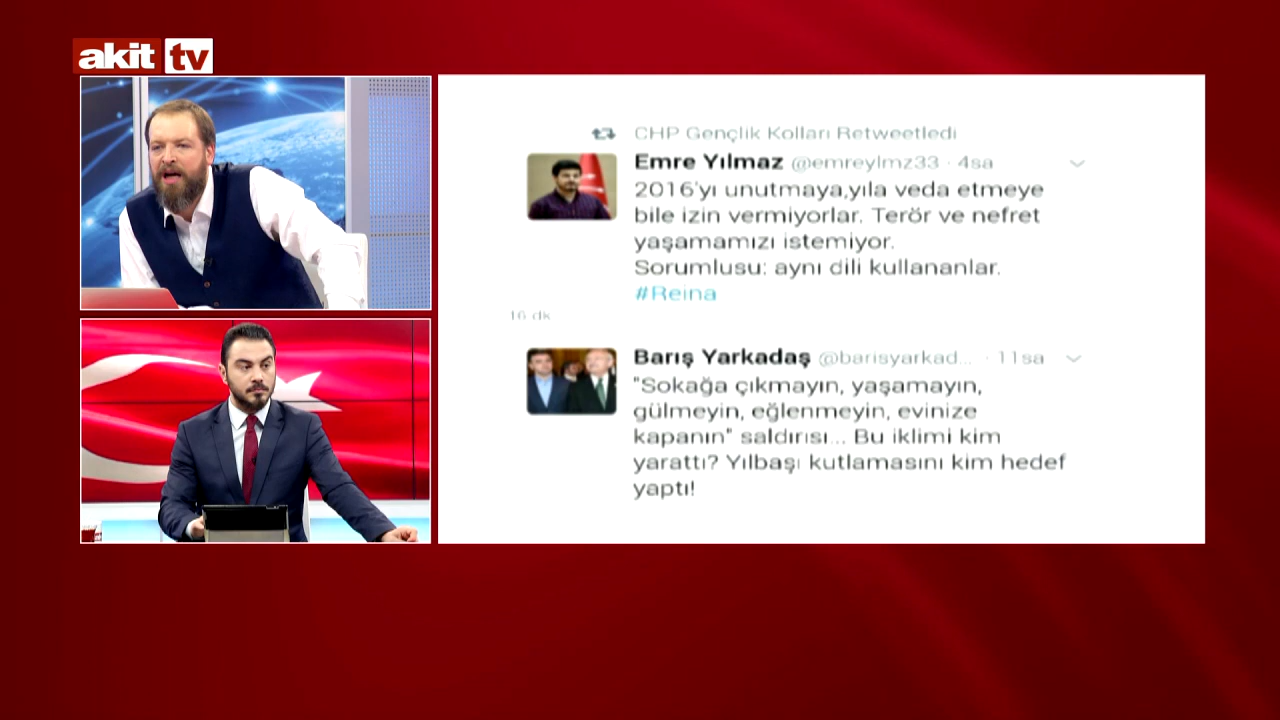 akit tv
CHP Gençlik Kolları Retweetledi
Emre Yılmaz @emreylmz33 · 4sa
2016'yı unutmaya,yıla veda etmeye
bile izin vermiyorlar. Terör ve nefret
yaşamamızı istemiyor.
Sorumlusu: aynı dili kullananlar.
#Reina
16 dk
Barış Yarkadaş @barisyarkad... · 11sa
"Sokağa çıkmayın, yaşamayın,
gülmeyin, eğlenmeyin, evinize
kapanın" saldırısı... Bu iklimi kim
yarattı? Yılbaşı kutlamasını kim hedef
yaptı!